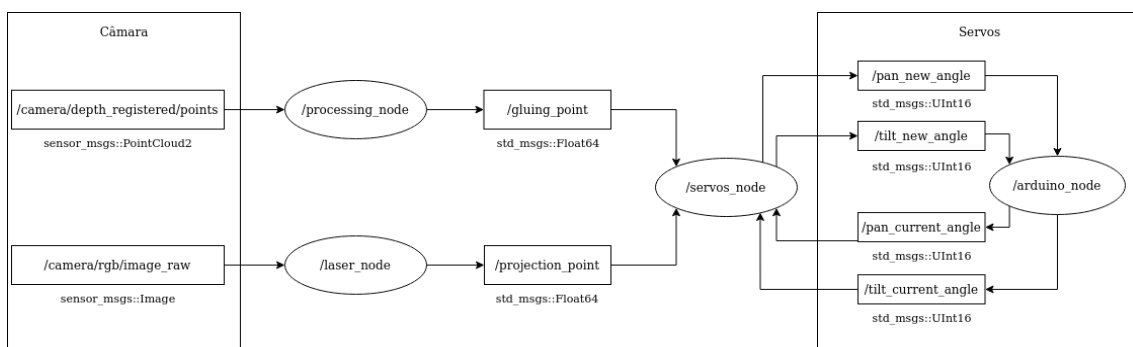 Câmara
/camera/depth_registered/points
sensor_msgs::PointCloud2
/camera/rgb/image_raw
sensor_msgs::Image
/processing_node
/laser_node
/gluing_point
std_msgs::Float64
/projection_point
std_msgs::Float64
/servos_node
Servos
/pan_new_angle
std_msgs::UInt16
/tilt_new_angle
std_msgs::UInt16
/arduino_node
/pan_current_angle
std_msgs::UInt16
/tilt_current_angle
std_msgs::UInt16